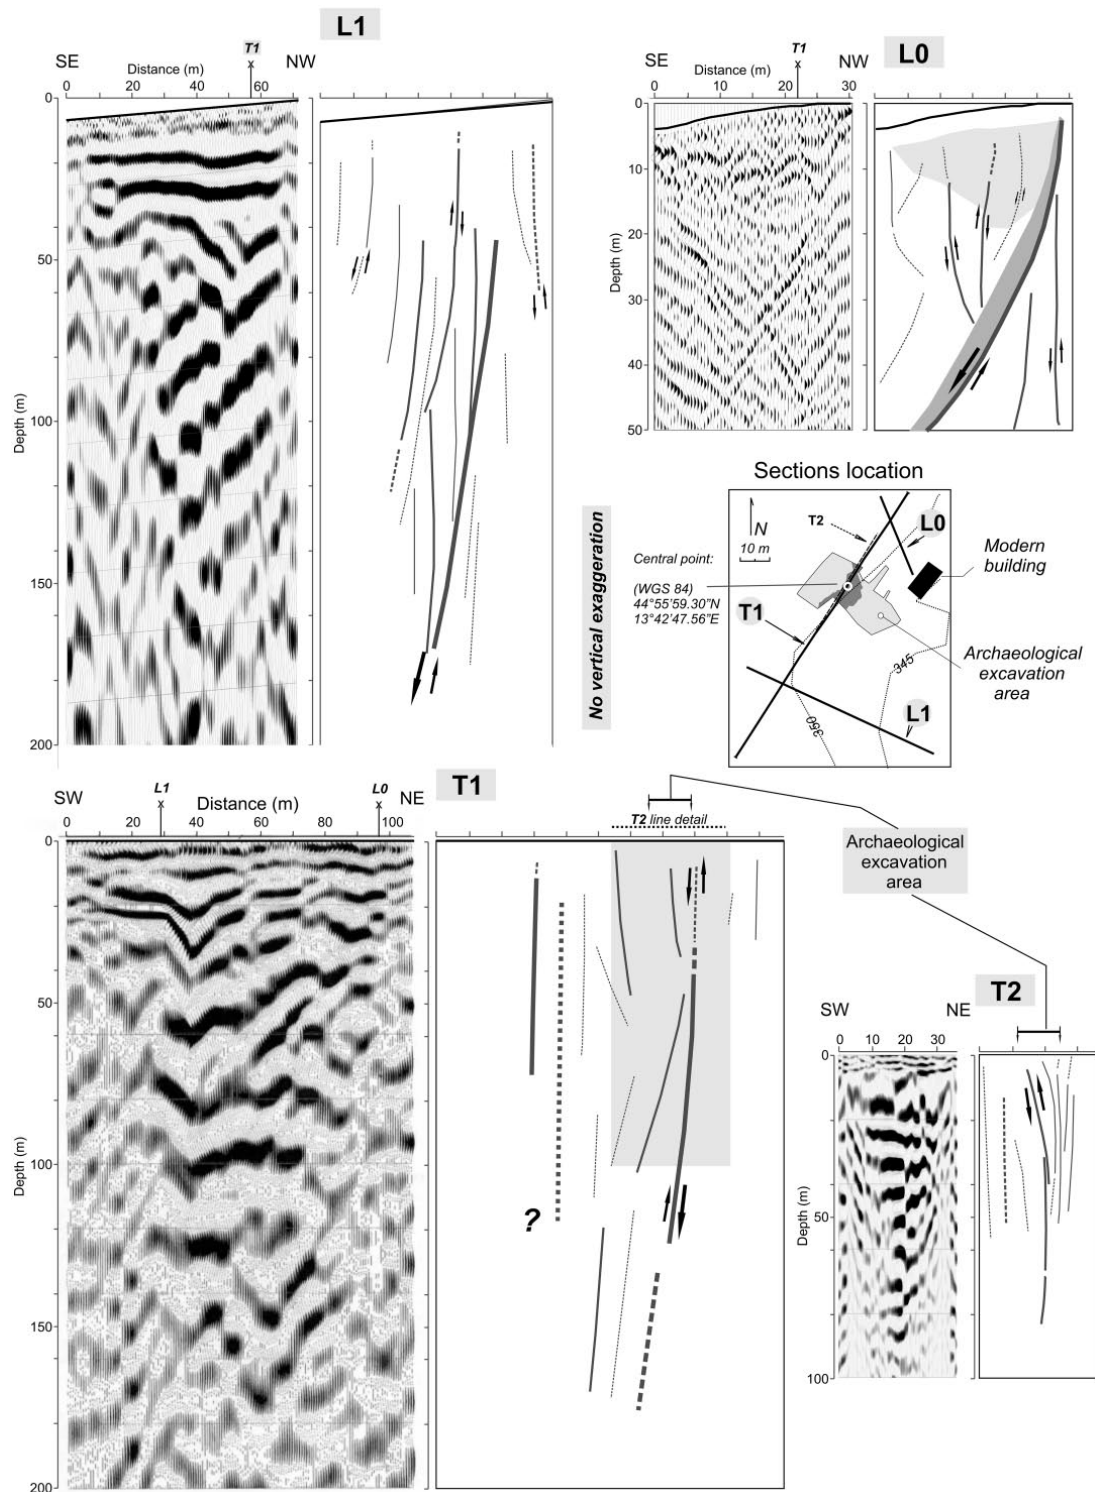 L1
SE
T1
NW
Distance (m)
0 20 40 60
Depth (m)
0
50
100
150
200
L0
T1
SE
NW
Distance (m)
0 10 20 30
Depth (m)
0
10
20
30
40
50
Sections location
No vertical exaggeration
N
10 m
T2
L0
Central point:
(WGS 84)
44°55'59.30"N
13°42'47.56"E
Modern
building
T1
Archaeological
excavation
area
345
350
L1
T1
SW
L1
Distance (m)
L0
NE
0 20 40 60 80 100
Depth (m)
0
50
100
150
200
T2 line detail
?
Archaeological
excavation
area
T2
SW
NE
0 10 20 30
Depth (m)
0
50
100